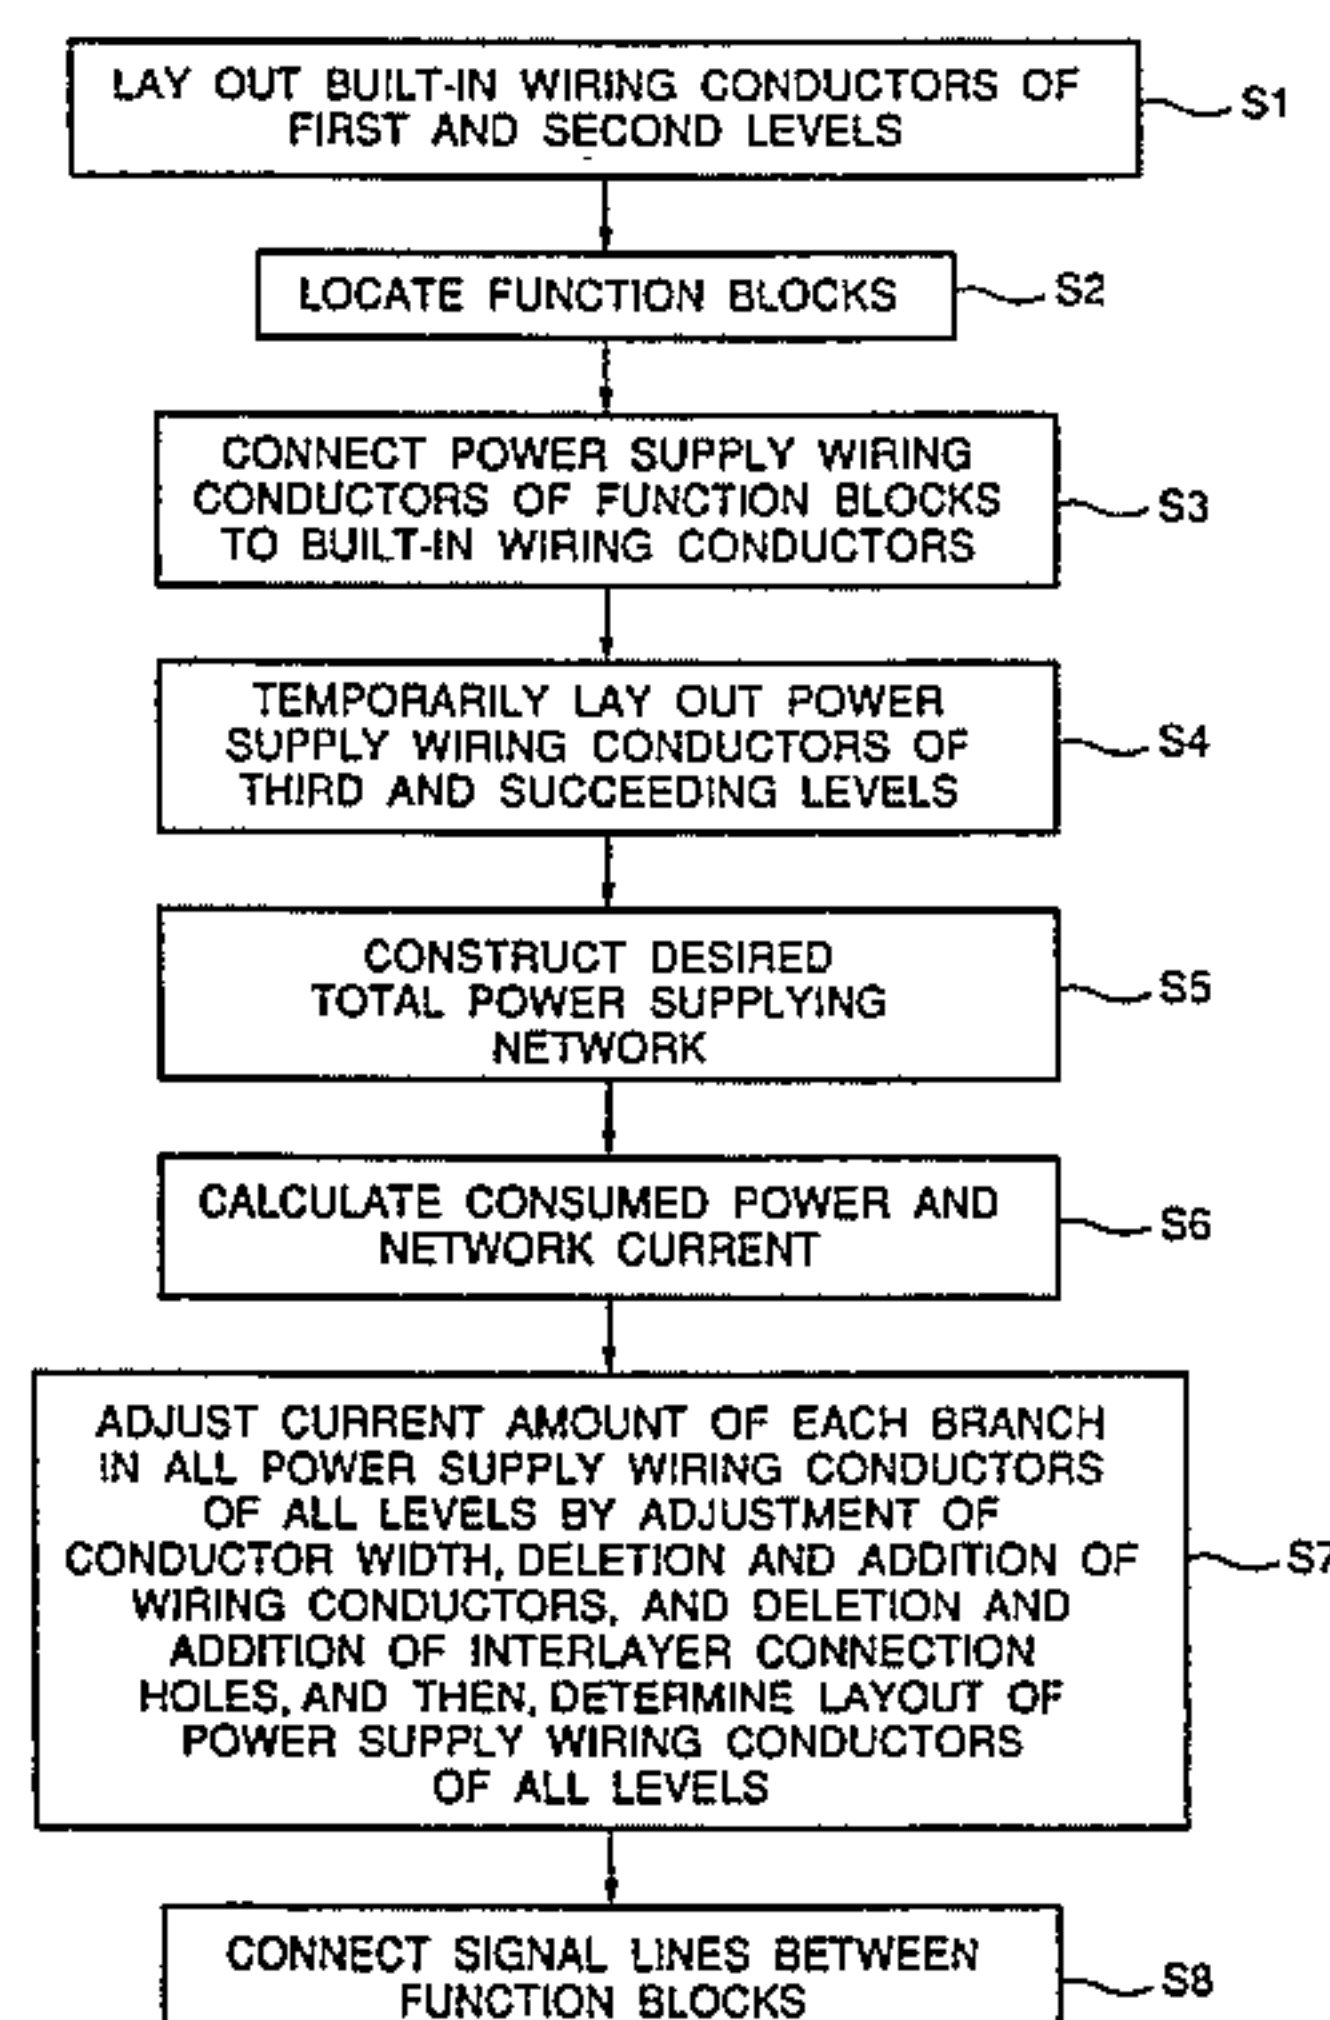 LAY OUT BUILT-IN WIRING CONDUCTORS OF
FIRST AND SECOND LEVELS
S1
LOCATE FUNCTION BLOCKS
S2
CONNECT POWER SUPPLY WIRING
CONDUCTORS OF FUNCTION BLOCKS
TO BUILT-IN WIRING CONDUCTORS
S3
TEMPORARILY LAY OUT POWER
SUPPLY WIRING CONDUCTORS OF
THIRD AND SUCCEEDING LEVELS
S4
CONSTRUCT DESIRED
TOTAL POWER SUPPLYING
NETWORK
S5
CALCULATE CONSUMED POWER AND
NETWORK CURRENT
S6
ADJUST CURRENT AMOUNT OF EACH BRANCH
IN ALL POWER SUPPLY WIRING CONDUCTORS
OF ALL LEVELS BY ADJUSTMENT OF
CONDUCTOR WIDTH, DELETION AND ADDITION OF
WIRING CONDUCTORS, AND DELETION AND
ADDITION OF INTERLAYER CONNECTION
HOLES, AND THEN, DETERMINE LAYOUT OF
POWER SUPPLY WIRING CONDUCTORS
OF ALL LEVELS
S7
CONNECT SIGNAL LINES BETWEEN
FUNCTION BLOCKS
S8